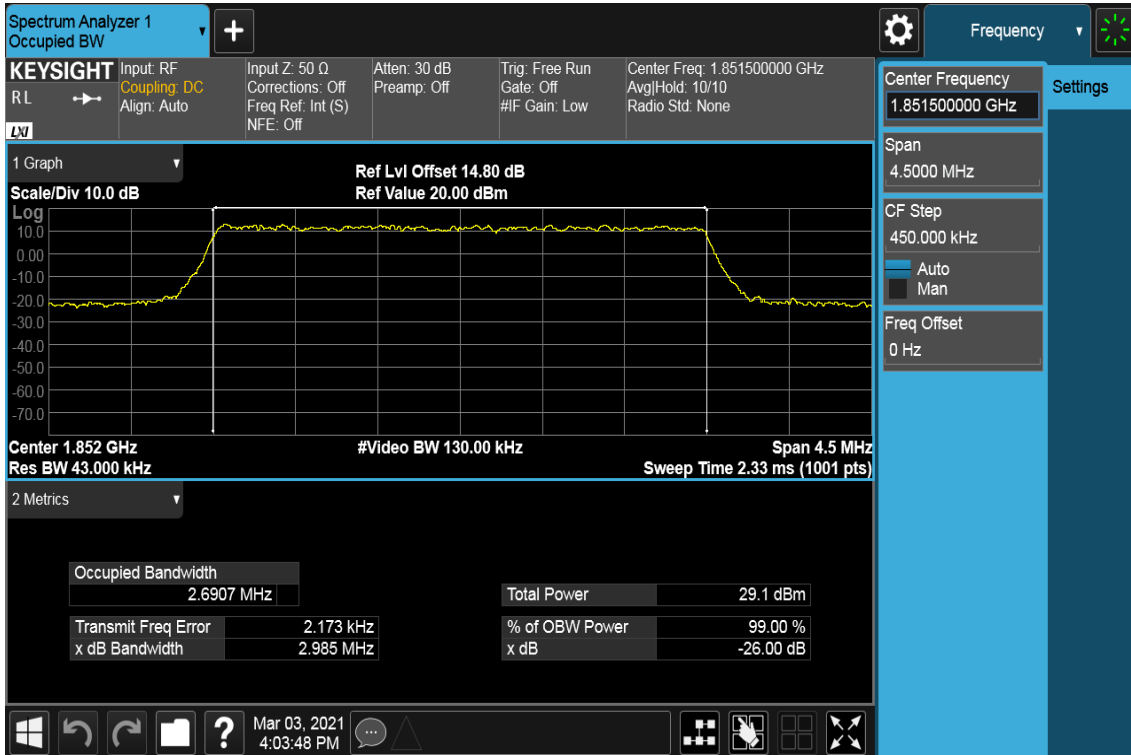 Spectrum Analyzer 1
Occupied BW
+
Frequency
KEYSIGHT
RL
LXI
Input: RF
Coupling: DC
Align: Auto
Input Z: 50 Ω
Corrections: Off
Freq Ref: Int (S)
NFE: Off
Atten: 30 dB
Preamp: Off
Trig: Free Run
Gate: Off
#IF Gain: Low
Center Freq: 1.851500000 GHz
Avg|Hold: 10/10
Radio Std: None
Center Frequency
1.851500000 GHz
Settings
Span
4.5000 MHz
CF Step
450.000 kHz
Auto
Man
Freq Offset
0 Hz
1 Graph
Scale/Div 10.0 dB
Ref Lvl Offset 14.80 dB
Ref Value 20.00 dBm
Log
10.0
0.00
-10.0
-20.0
-30.0
-40.0
-50.0
-60.0
-70.0
Center 1.852 GHz
#Video BW 130.00 kHz
Span 4.5 MHz
Res BW 43.000 kHz
Sweep Time 2.33 ms (1001 pts)
2 Metrics
Occupied Bandwidth
2.6907 MHz
Total Power 29.1 dBm
Transmit Freq Error 2.173 kHz
% of OBW Power 99.00 %
x dB Bandwidth 2.985 MHz
x dB -26.00 dB
?
Mar 03, 2021
4:03:48 PM